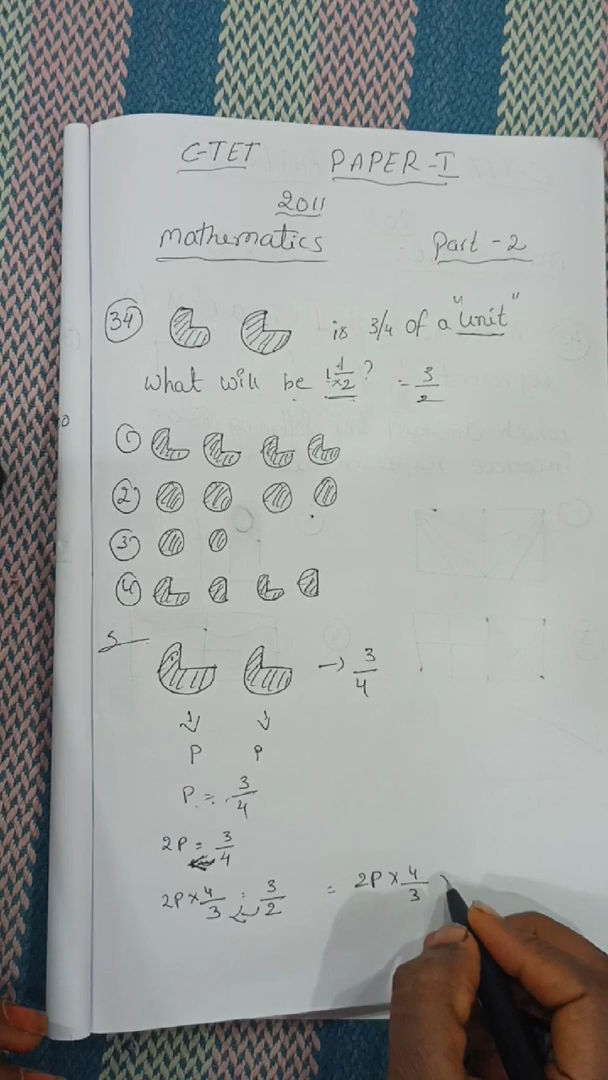 C-TET PAPER-I
2011
Mathematics Part-2
34 is 3/4 of a "unit"
what will be 1 1/2? = 3/2
1
2
3
4
S
→ 3/4
P P
P = 3/4
2P = 3/4
2P × 4/3 = 3/2 = 2P × 4/3